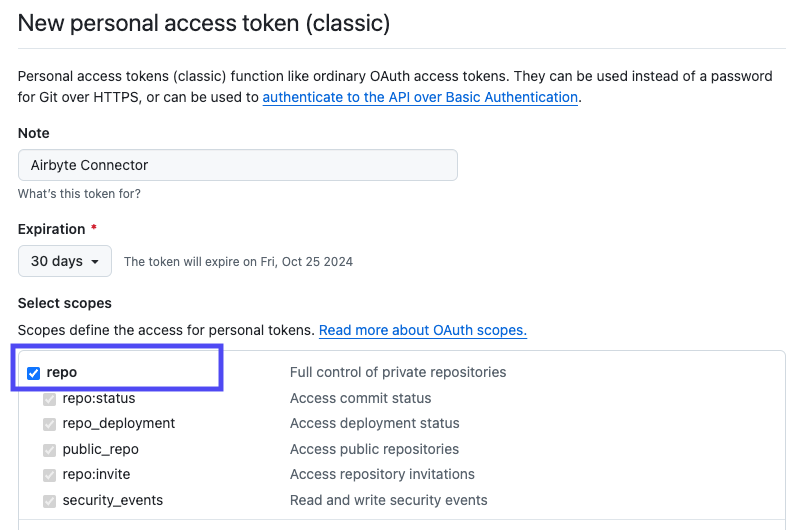 New personal access token (classic)
Personal access tokens (classic) function like ordinary OAuth access tokens. They can be used instead of a password
for Git over HTTPS, or can be used to authenticate to the API over Basic Authentication.
Note
Airbyte Connector
What's this token for?
Expiration *
30 days The token will expire on Fri, Oct 25 2024
Select scopes
Scopes define the access for personal tokens. Read more about OAuth scopes.
repo Full control of private repositories
repo:status Access commit status
repo_deployment Access deployment status
public_repo Access public repositories
repo:invite Access repository invitations
security_events Read and write security events